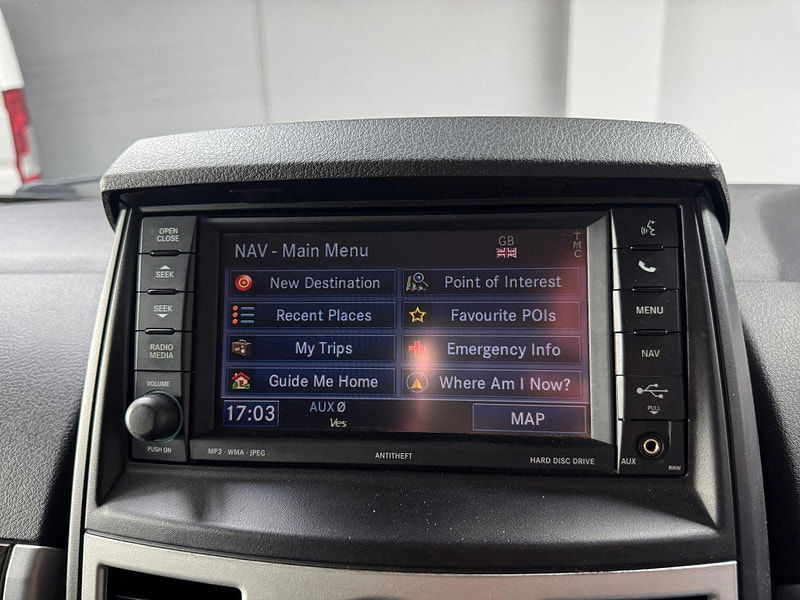 OPEN
CLOSE
SEEK
SEEK
RADIO
MEDIA
VOLUME
PUSH ON
NAV - Main Menu
GB
TMC
New Destination
Point of Interest
Recent Places
Favourite POIs
My Trips
Emergency Info
Guide Me Home
Where Am I Now?
17:03
AUX Ø
Ves
MAP
MENU
NAV
PULL
AUX
RHW
MP3 · WMA · JPEG
ANTITHEFT
HARD DISC DRIVE